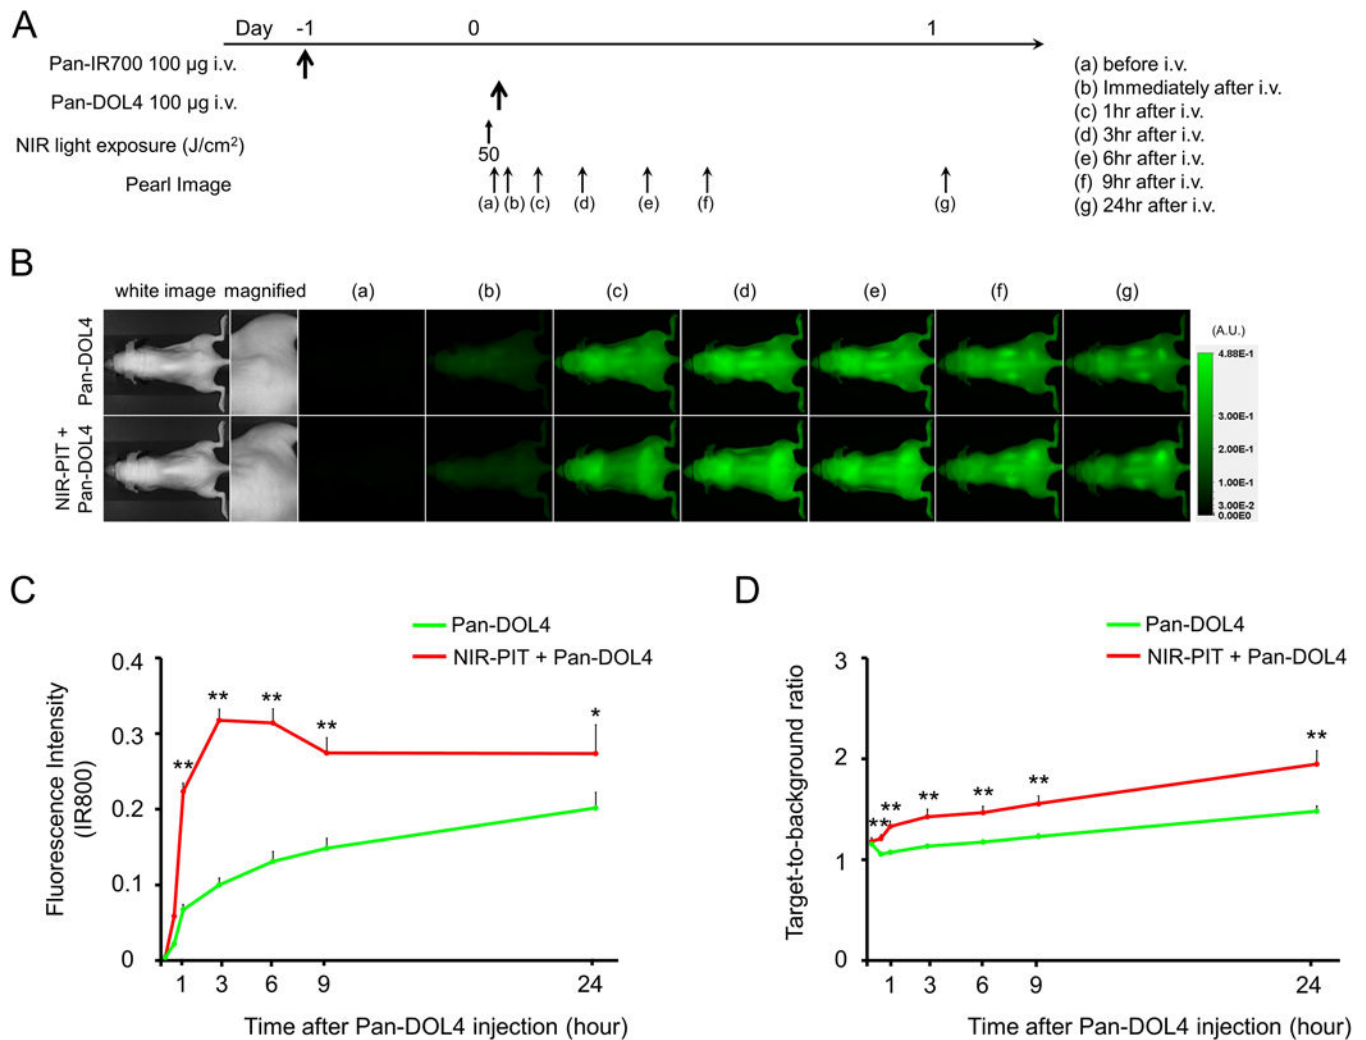 A
Day -1 0 1
Pan-IR700 100 µg i.v.
Pan-DOL4 100 µg i.v.
NIR light exposure (J/cm²)
50
Pearl Image
(a) (b) (c) (d) (e) (f) (g)
(a) before i.v.
(b) Immediately after i.v.
(c) 1hr after i.v.
(d) 3hr after i.v.
(e) 6hr after i.v.
(f) 9hr after i.v.
(g) 24hr after i.v.
B
white image magnified (a) (b) (c) (d) (e) (f) (g)
Pan-DOL4
NIR-PIT +
Pan-DOL4
(A.U.)
4.88E-1
3.00E-1
2.00E-1
1.00E-1
3.00E-2
0.00E0
C
Pan-DOL4
NIR-PIT + Pan-DOL4
Fluorescence Intensity
(IR800)
0.4
0.3
0.2
0.1
0
** ** ** ** *
1 3 6 9 24
Time after Pan-DOL4 injection (hour)
D
Pan-DOL4
NIR-PIT + Pan-DOL4
Target-to-background ratio
3
2
1
0
** ** ** ** ** **
1 3 6 9 24
Time after Pan-DOL4 injection (hour)